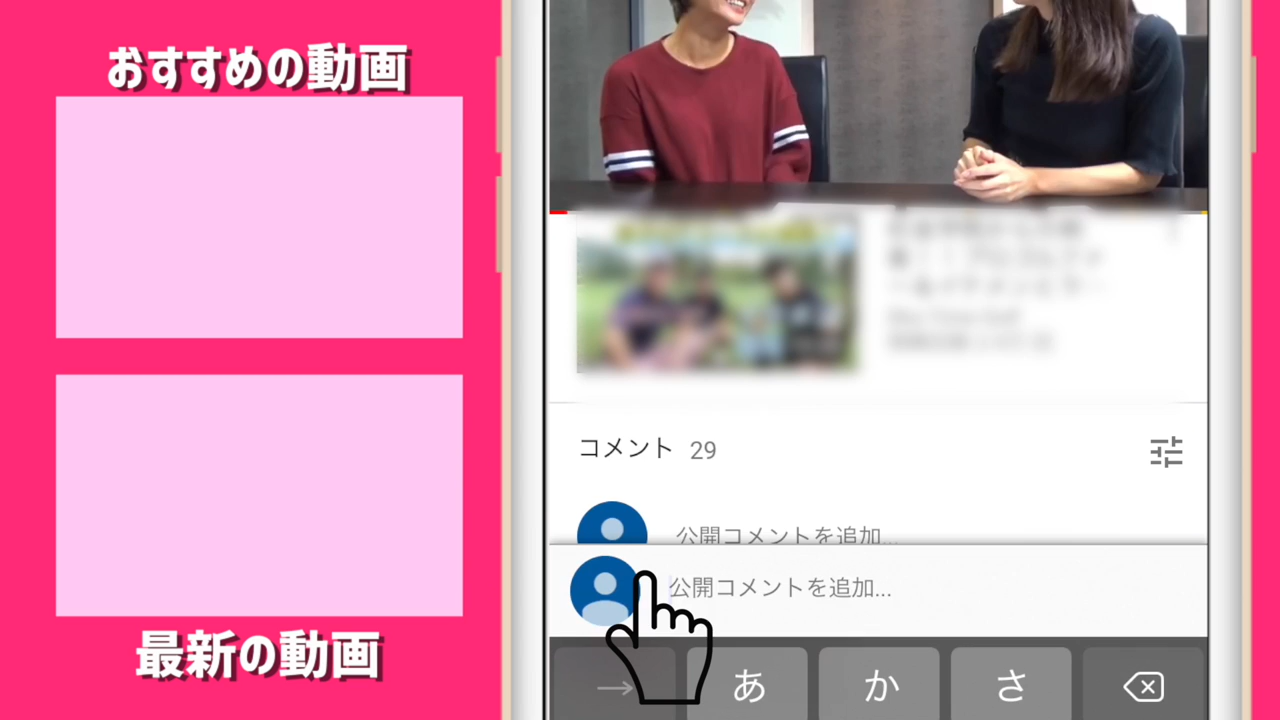 おすすめの動画
最新の動画
コメント 29
公開コメントを追加...
公開コメントを追加...
→ あ か さ